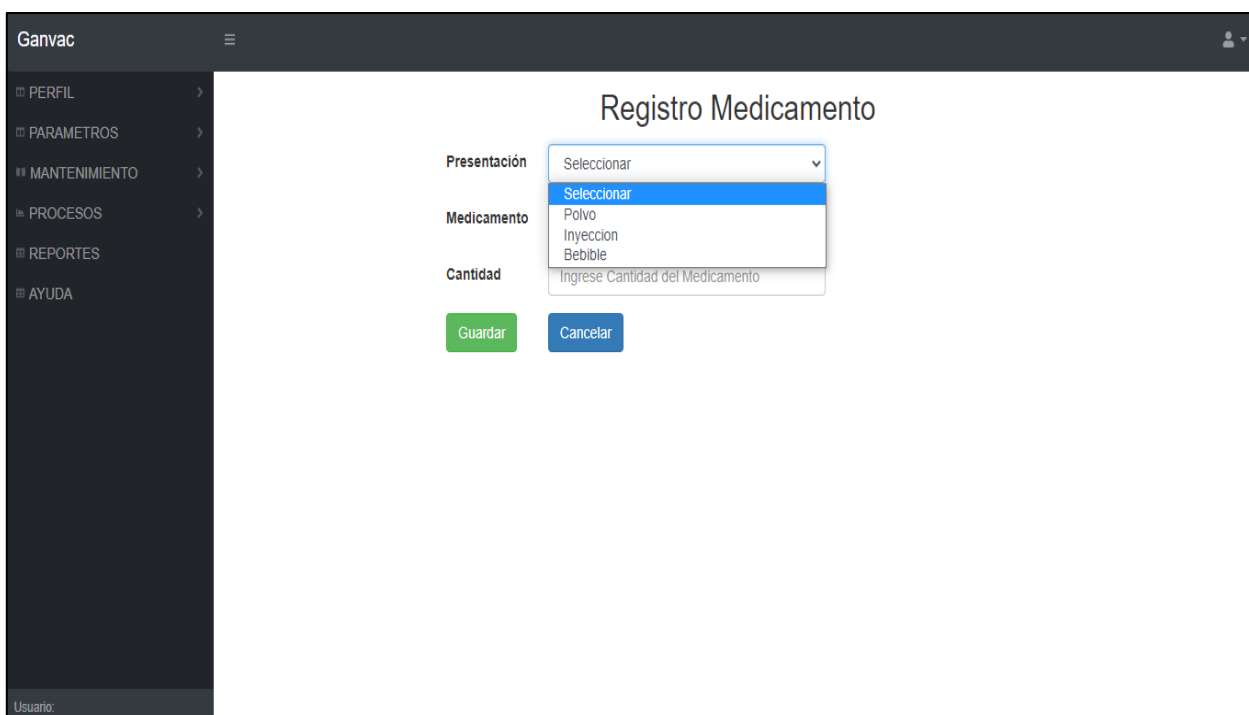 Ganvac
PERFIL
PARAMETROS
MANTENIMIENTO
PROCESOS
REPORTES
AYUDA
Usuario:
Registro Medicamento
Presentación
Seleccionar
Seleccionar
Polvo
Inyeccion
Bebible
Medicamento
Cantidad
Ingrese Cantidad del Medicamento
Guardar
Cancelar